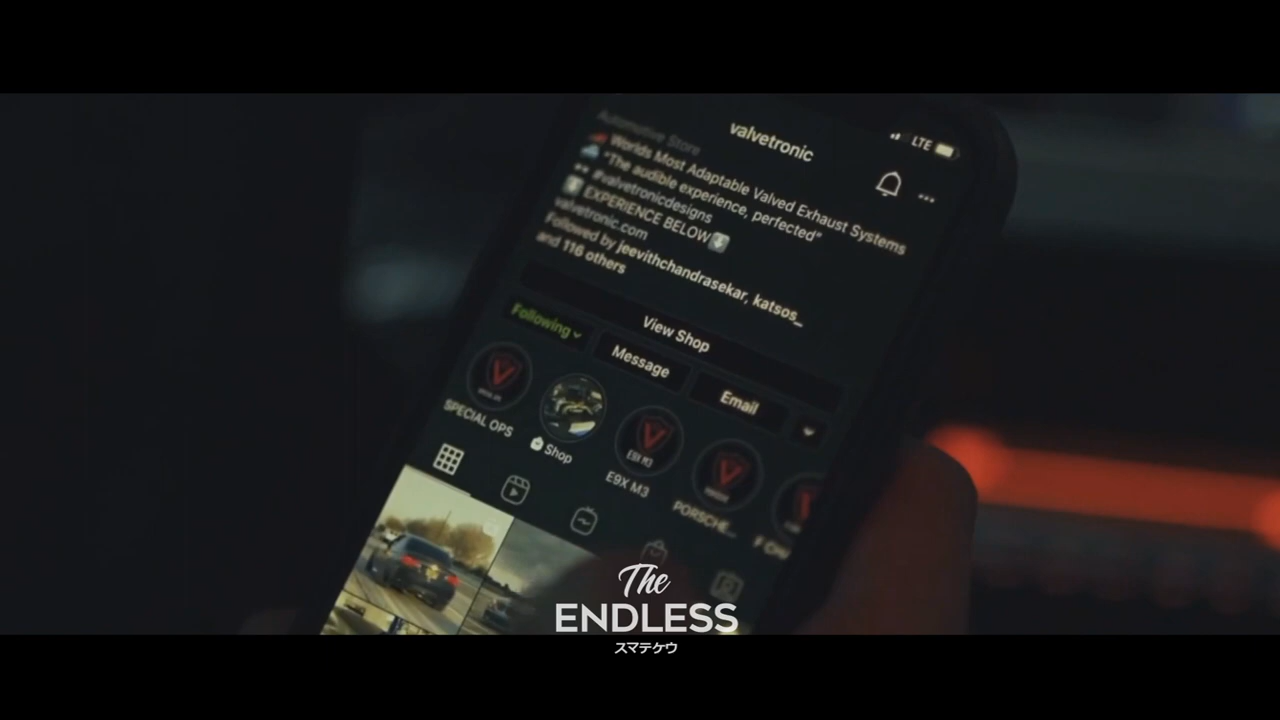 LTE
valvetronic
Automotive Store
Worlds Most Adaptable Valved Exhaust Systems
"The audible experience, perfected"
#valvetronicdesigns
EXPERIENCE BELOW
valvetronic.com
Followed by jeevithchandrasekar, katsos_
and 116 others
View Shop
Following
Message
Email
SPECIAL OPS
Shop
E9X M3
E9X M3
PORSCHE...
The
ENDLESS
スマテケウ